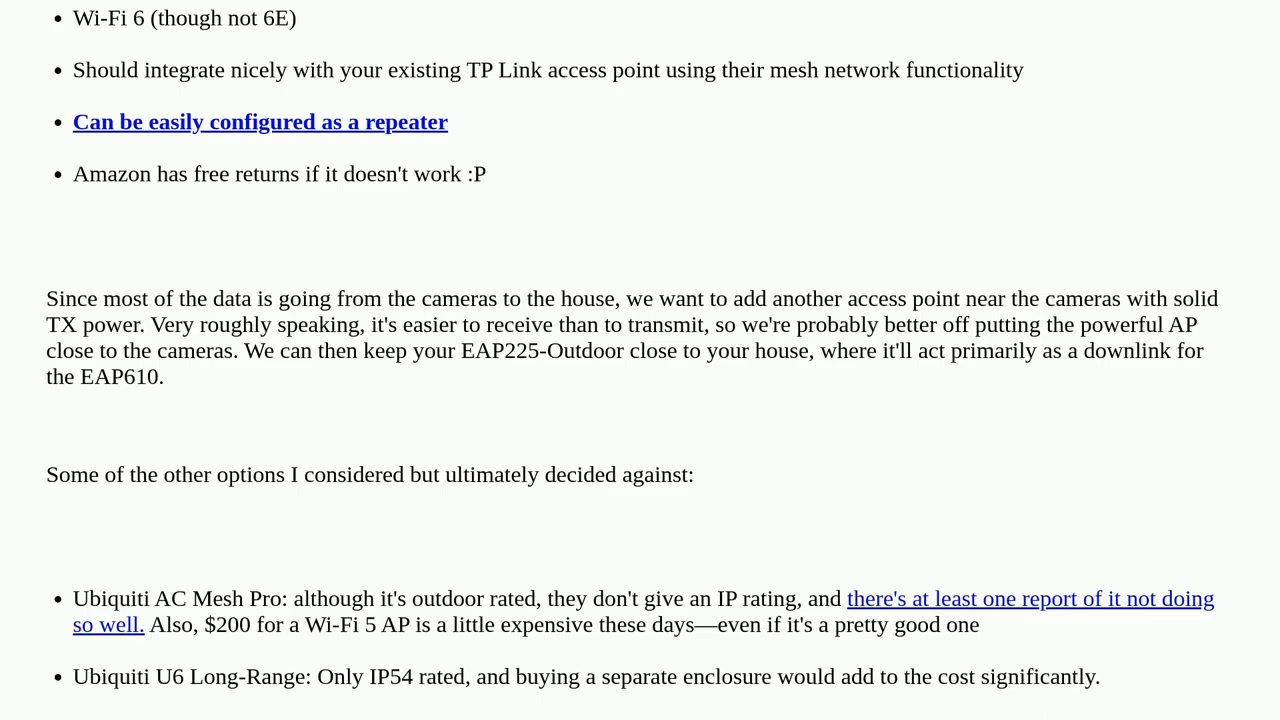 • Wi-Fi 6 (though not 6E)
• Should integrate nicely with your existing TP Link access point using their mesh network functionality
• Can be easily configured as a repeater
• Amazon has free returns if it doesn't work :P
Since most of the data is going from the cameras to the house, we want to add another access point near the cameras with solid
TX power. Very roughly speaking, it's easier to receive than to transmit, so we're probably better off putting the powerful AP
close to the cameras. We can then keep your EAP225-Outdoor close to your house, where it'll act primarily as a downlink for
the EAP610.
Some of the other options I considered but ultimately decided against:
• Ubiquiti AC Mesh Pro: although it's outdoor rated, they don't give an IP rating, and there's at least one report of it not doing
so well. Also, $200 for a Wi-Fi 5 AP is a little expensive these days—even if it's a pretty good one
• Ubiquiti U6 Long-Range: Only IP54 rated, and buying a separate enclosure would add to the cost significantly.